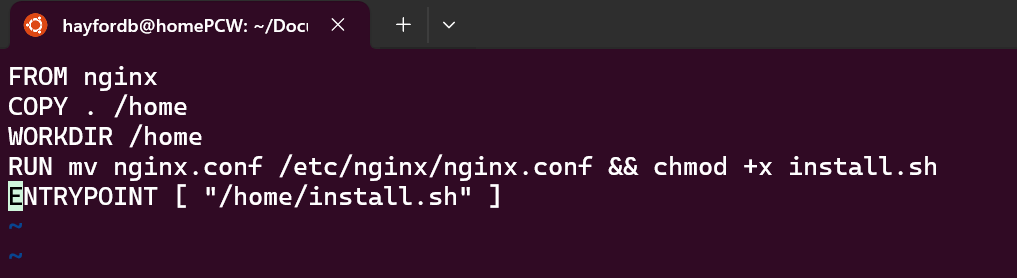 hayfordb@homePCW: ~/Docu
FROM nginx
COPY . /home
WORKDIR /home
RUN mv nginx.conf /etc/nginx/nginx.conf && chmod +x install.sh
ENTRYPOINT [ "/home/install.sh" ]
~
~